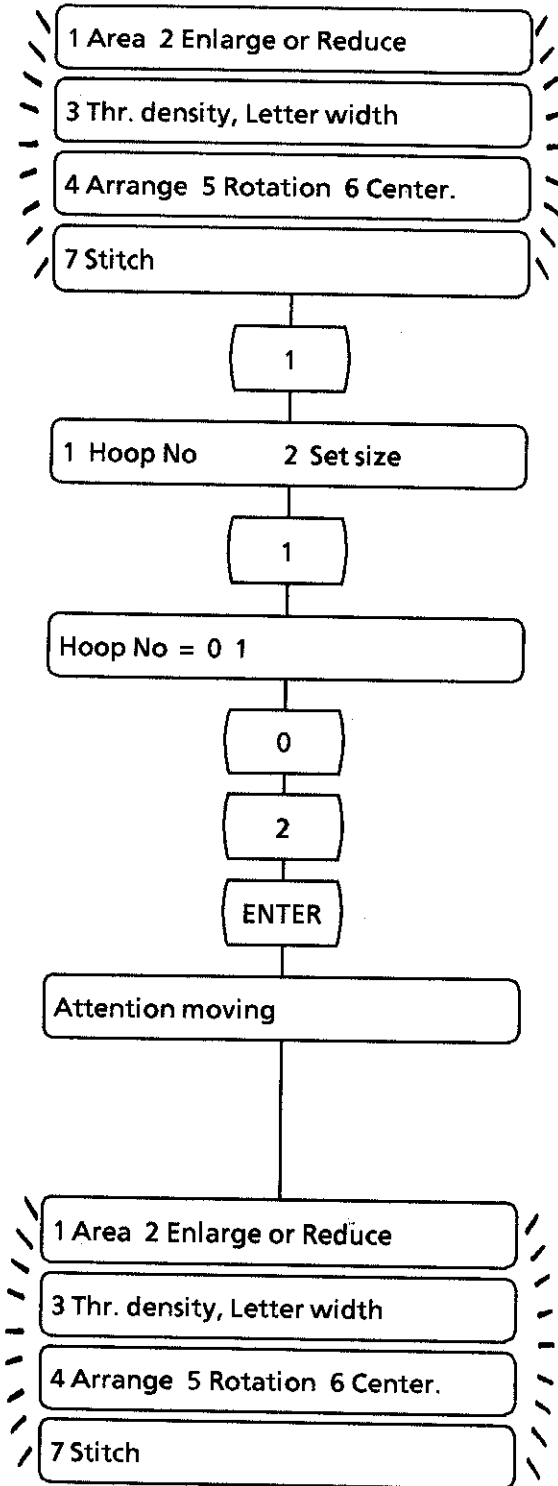 1 Area 2 Enlarge or Reduce
3 Thr. density, Letter width
4 Arrange 5 Rotation 6 Center.
7 Stitch
1
1 Hoop No 2 Set size
1
Hoop No = 0 1
0
2
ENTER
Attention moving
1 Area 2 Enlarge or Reduce
3 Thr. density, Letter width
4 Arrange 5 Rotation 6 Center.
7 Stitch